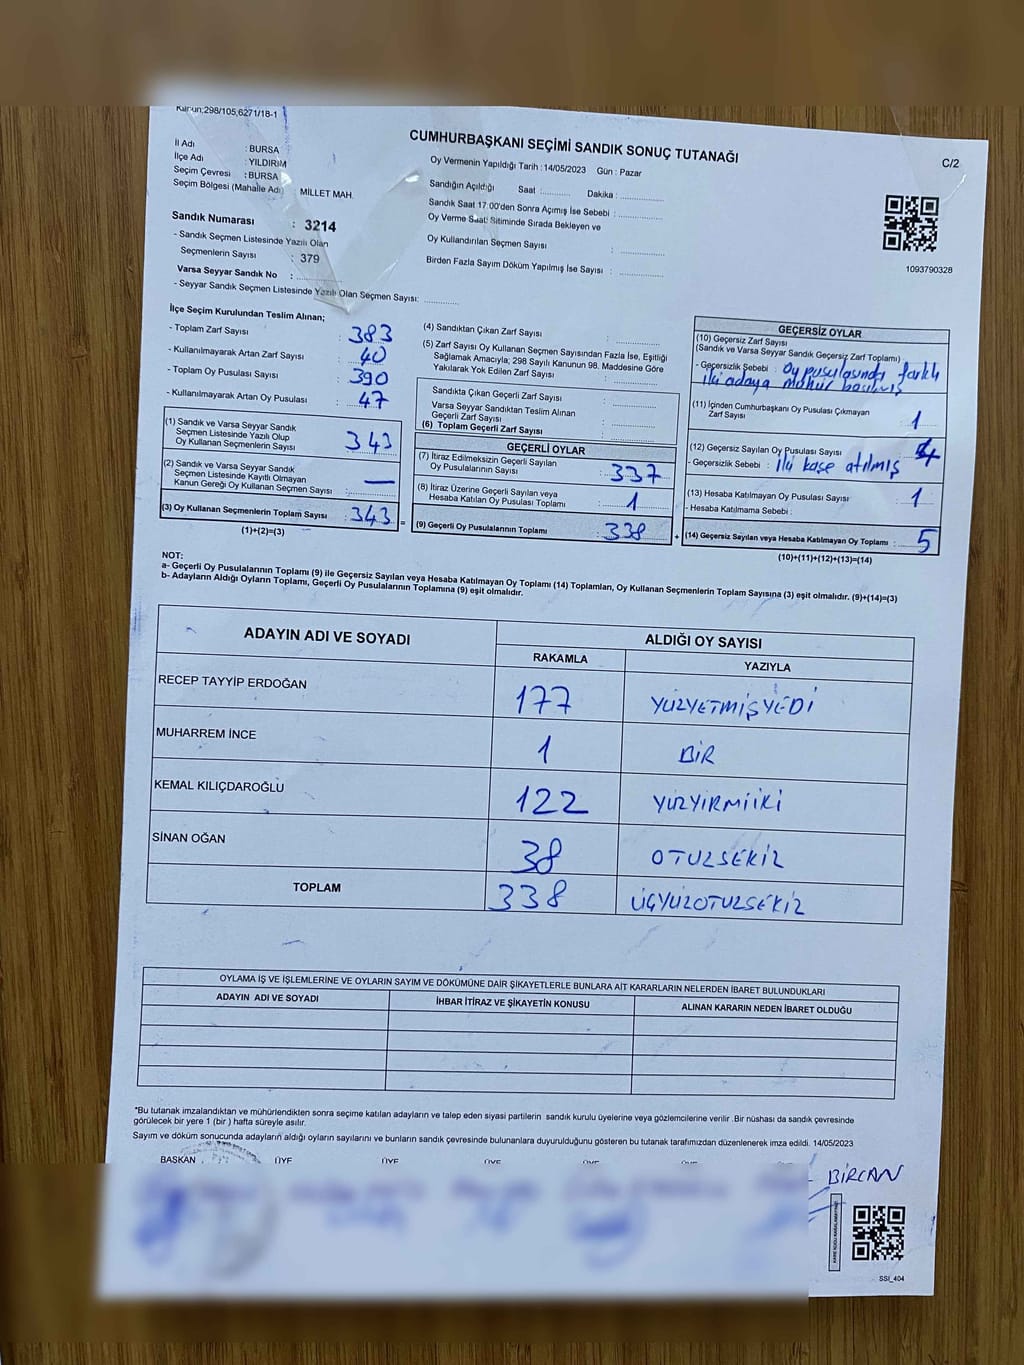 Kanun:298/105,6271/18-1
CUMHURBAŞKANI SEÇİMİ SANDIK SONUÇ TUTANAĞI
C/2
İl Adı : BURSA
İlçe Adı : YILDIRIM
Seçim Çevresi : BURSA
Seçim Bölgesi (Mahalle Adı) : MİLLET MAH.
Sandık Numarası : 3214
- Sandık Seçmen Listesinde Yazılı Olan
Seçmenlerin Sayısı : 379
Varsa Seyyar Sandık No : ............
- Seyyar Sandık Seçmen Listesinde Yazılı Olan Seçmen Sayısı: ............
Oy Vermenin Yapıldığı Tarih : 14/05/2023 Gün : Pazar
Sandığın Açıldığı Saat :.......... Dakika :..............
Sandık Saat 17:00'den Sonra Açımış İse Sebebi :..............
Oy Verme Saati Bitiminde Sırada Bekleyen ve
Oy Kullandırılan Seçmen Sayısı :..............
Birden Fazla Sayım Döküm Yapılmış İse Sayısı :..............
1093790328
İlçe Seçim Kurulundan Teslim Alınan;
- Toplam Zarf Sayısı : 383
- Kullanılmayarak Artan Zarf Sayısı : 40
- Toplam Oy Pusulası Sayısı : 390
- Kullanılmayarak Artan Oy Pusulası : 47
(1) Sandık ve Varsa Seyyar Sandık
Seçmen Listesinde Yazılı Olup
Oy Kullanan Seçmenlerin Sayısı : 343
(2) Sandık ve Varsa Seyyar Sandık
Seçmen Listesinde Kayıtlı Olmayan
Kanun Gereği Oy Kullanan Seçmen Sayısı : —
(3) Oy Kullanan Seçmenlerin Toplam Sayısı : 343 =
(1)+(2)=(3)
(4) Sandıktan Çıkan Zarf Sayısı :..............
(5) Zarf Sayısı Oy Kullanan Seçmen Sayısından Fazla İse, Eşitliği
Sağlamak Amacıyla; 298 Sayılı Kanunun 98. Maddesine Göre
Yakılarak Yok Edilen Zarf Sayısı :..............
Sandıkta Çıkan Geçerli Zarf Sayısı :..............
Varsa Seyyar Sandıktan Teslim Alınan
Geçerli Zarf Sayısı :..............
(6) Toplam Geçerli Zarf Sayısı :..............
GEÇERLİ OYLAR
(7) İtiraz Edilmeksizin Geçerli Sayılan
Oy Pusulalarının Sayısı : 337
(8) İtiraz Üzerine Geçerli Sayılan veya
Hesaba Katılan Oy Pusulası Toplamı : 1
(9) Geçerli Oy Pusulalarının Toplamı : 338 +
GEÇERSİZ OYLAR
(10) Geçersiz Zarf Sayısı
(Sandık ve Varsa Seyyar Sandık Geçersiz Zarf Toplamı) :
- Geçersizlik Sebebi : Oy pusulasında farklı
iki adaya mühür basılmış
(11) İçinden Cumhurbaşkanı Oy Pusulası Çıkmayan
Zarf Sayısı : 1
(12) Geçersiz Sayılan Oy Pusulası Sayısı :
- Geçersizlik Sebebi : iki kaşe atılmış
(13) Hesaba Katılmayan Oy Pusulası Sayısı : 1
- Hesaba Katılmama Sebebi :
(14) Geçersiz Sayılan veya Hesaba Katılmayan Oy Toplamı : 5
(10)+(11)+(12)+(13)=(14)
NOT:
a- Geçerli Oy Pusulalarının Toplamı (9) ile Geçersiz Sayılan veya Hesaba Katılmayan Oy Toplamı (14) Toplamları, Oy Kullanan Seçmenlerin Toplam Sayısına (3) eşit olmalıdır. (9)+(14)=(3)
b- Adayların Aldığı Oyların Toplamı, Geçerli Oy Pusulalarının Toplamına (9) eşit olmalıdır.
ADAYIN ADI VE SOYADI ALDIĞI OY SAYISI
RAKAMLA YAZIYLA
RECEP TAYYİP ERDOĞAN 177 YÜZYETMİŞYEDİ
MUHARREM İNCE 1 BİR
KEMAL KILIÇDAROĞLU 122 YÜZYİRMİİKİ
SİNAN OĞAN 38 OTUZSEKİZ
TOPLAM 338 ÜÇYÜZOTUZSEKİZ
OYLAMA İŞ VE İŞLEMLERİNE VE OYLARIN SAYIM VE DÖKÜMÜNE DAİR ŞİKAYETLERLE BUNLARA AİT KARARLARIN NELERDEN İBARET BULUNDUKLARI
ADAYIN ADI VE SOYADI İHBAR İTİRAZ VE ŞİKAYETİN KONUSU ALINAN KARARIN NEDEN İBARET OLDUĞU
*Bu tutanak imzalandıktan ve mühürlendikten sonra seçime katılan adayların ve talep eden siyasi partilerin sandık kurulu üyelerine veya gözlemcilerine verilir .Bir nüshası da sandık çevresinde
görülecek bir yere 1 (bir ) hafta süreyle asılır.
Sayım ve döküm sonucunda adayların aldığı oyların sayılarını ve bunların sandık çevresinde bulunanlara duyurulduğunu gösteren bu tutanak tarafımızdan düzenlenerek imza edildi. 14/05/2023
BAŞKAN ÜYE ÜYE ÜYE ÜYE
BİRCAN
SSI_404